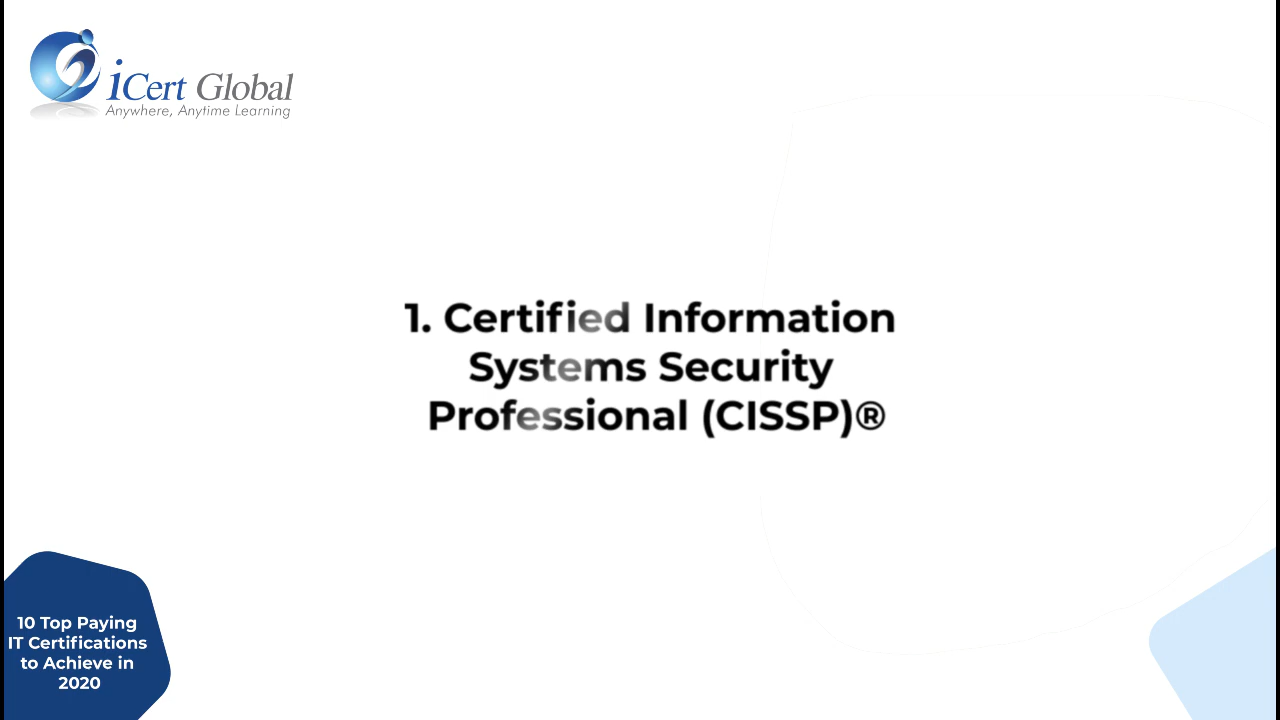 iCert Global
Anywhere, Anytime Learning
1. Certified Information
Systems Security
Professional (CISSP)®
10 Top Paying
IT Certifications
to Achieve in
2020